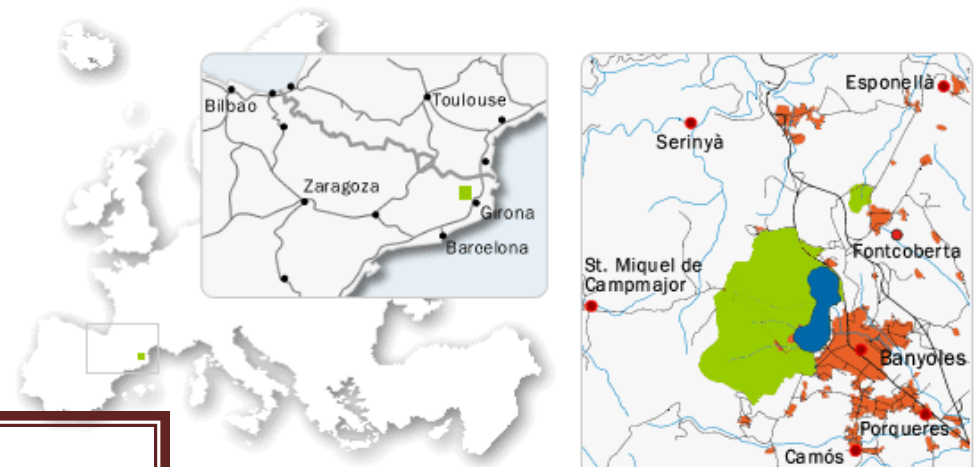 Bilbao
Toulouse
Zaragoza
Girona
Barcelona
Esponellà
Serinyà
Fontcoberta
St. Miquel de
Campmajor
Banyoles
Porqueres
Camós